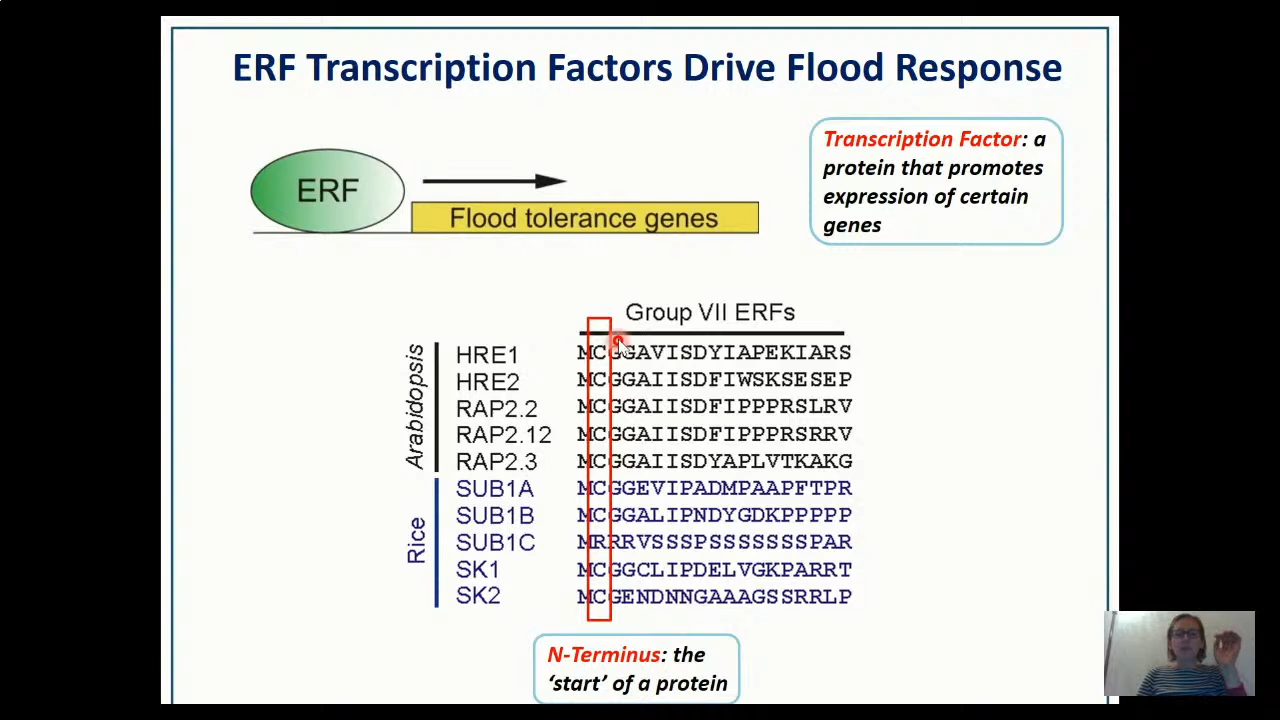 ERF Transcription Factors Drive Flood Response
Transcription Factor: a
protein that promotes
expression of certain
genes
ERF
Flood tolerance genes
Group VII ERFs
Arabidopsis
HRE1 MCGGAVISDYIAPEKIARS
HRE2 MCGGAIISDFIWSKSESEP
RAP2.2 MCGGAIISDFIPPPRSLRV
RAP2.12 MCGGAIISDFIPPPRSRRV
RAP2.3 MCGGAIISDYAPLVTKAKG
Rice
SUB1A MCGGEVIPADMPAAPFTPR
SUB1B MCGGALIPNDYGDKPPPPP
SUB1C MRRRVSSSPSSSSSSSPAR
SK1 MCGGCLIPDELVGKPARRT
SK2 MCGENDNNGAAAGSSRRLP
N-Terminus: the
‘start’ of a protein